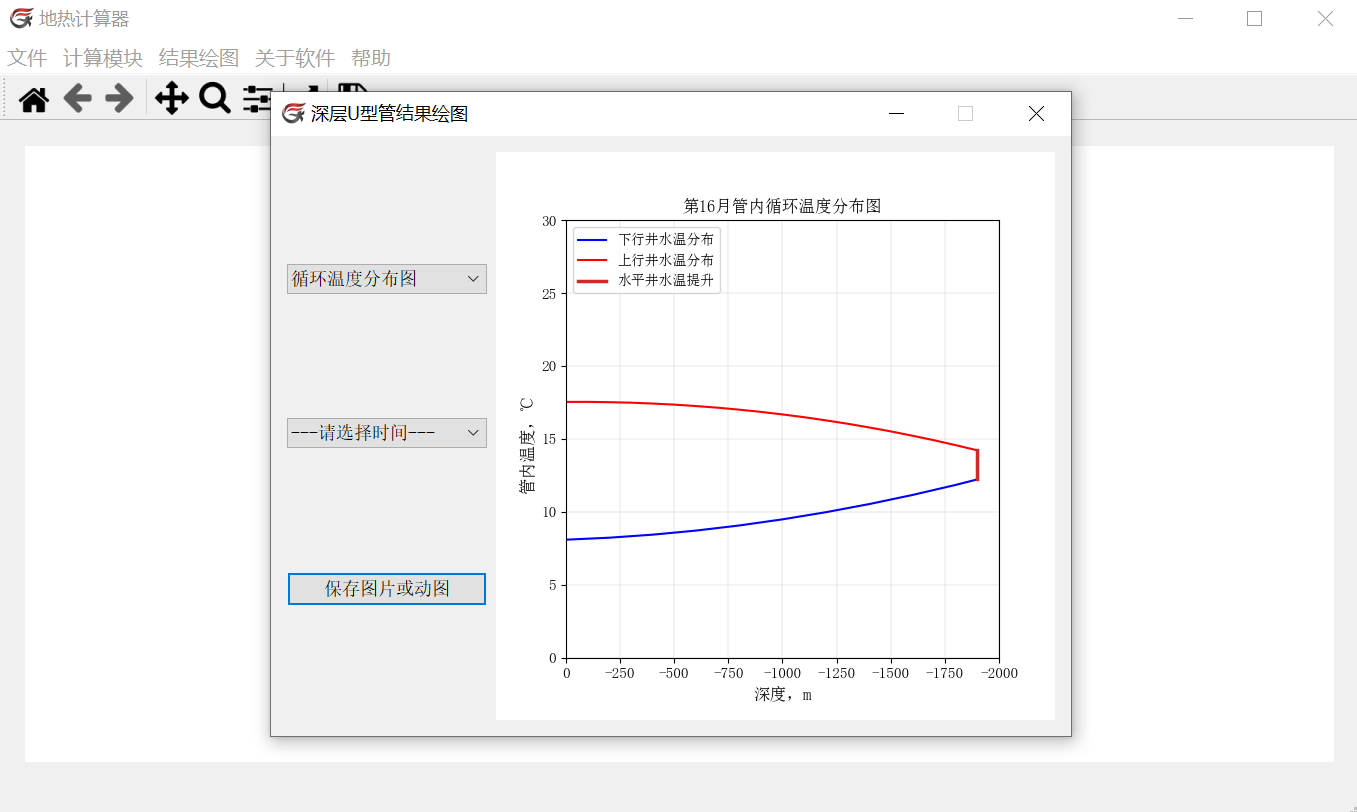 地热计算器
文件 计算模块 结果绘图 关于软件 帮助
深层U型管结果绘图
循环温度分布图
---请选择时间---
保存图片或动图
第16月管内循环温度分布图
下行井水温分布
上行井水温分布
水平井水温提升
30
25
20
15
10
5
0
管内温度，℃
0 -250 -500 -750 -1000 -1250 -1500 -1750 -2000
深度，m